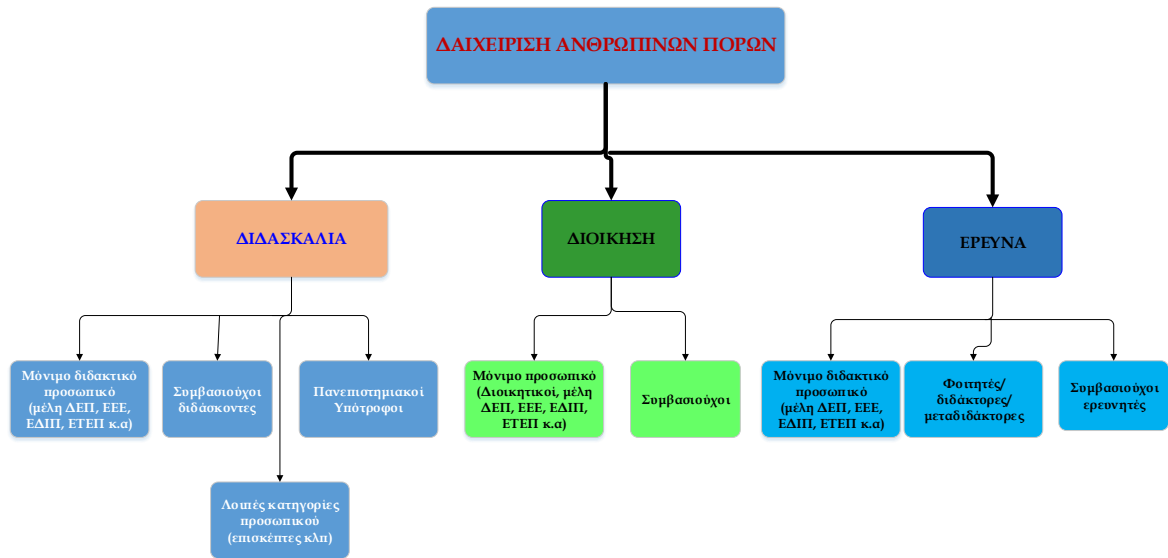 ΔΑΙΧΕΙΡΙΣΗ ΑΝΘΡΩΠΙΝΩΝ ΠΟΡΩΝ
ΔΙΔΑΣΚΑΛΙΑ
ΔΙΟΙΚΗΣΗ
ΕΡΕΥΝΑ
Μόνιμο διδακτικό
προσωπικό
(μέλη ΔΕΠ, ΕΕΕ,
ΕΔΙΠ, ΕΤΕΠ κ.α)
Συμβασιούχοι
διδάσκοντες
Πανεπιστημιακοί
Υπότροφοι
Μόνιμο προσωπικό
(Διοικητικοί, μέλη
ΔΕΠ, ΕΕΕ, ΕΔΙΠ,
ΕΤΕΠ κ.α)
Συμβασιούχοι
Μόνιμο διδακτικό
προσωπικό
(μέλη ΔΕΠ, ΕΕΕ,
ΕΔΙΠ, ΕΤΕΠ κ.α)
Φοιτητές/
διδάκτορες/
μεταδιδάκτορες
Συμβασιούχοι
ερευνητές
Λοιπές κατηγορίες
προσωπικού
(επισκέπτες κλπ)